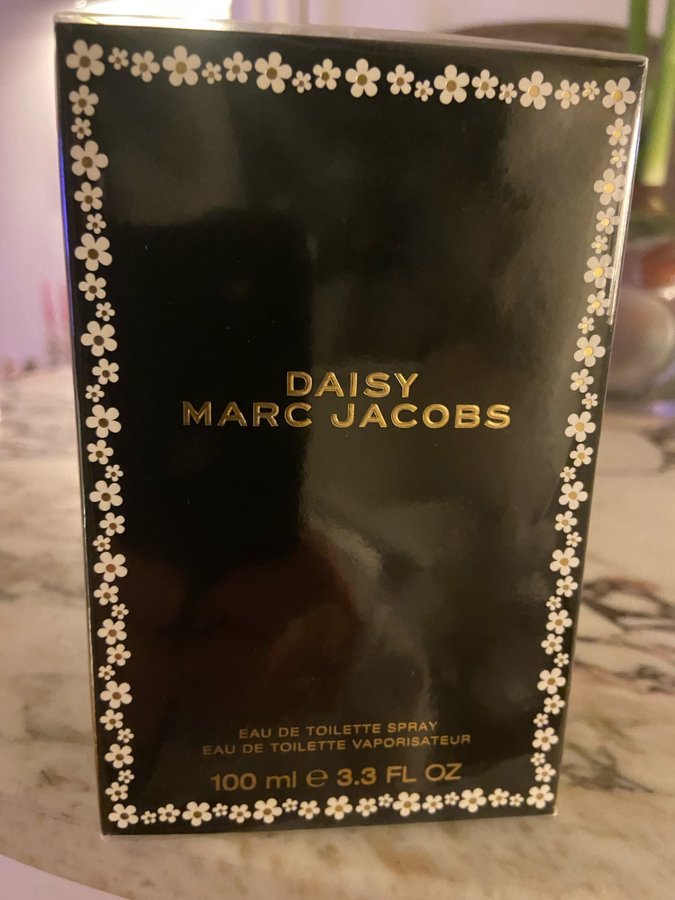 DAISY
MARC JACOBS
EAU DE TOILETTE SPRAY
EAU DE TOILETTE VAPORISATEUR
100 ml ℮ 3.3 FL OZ